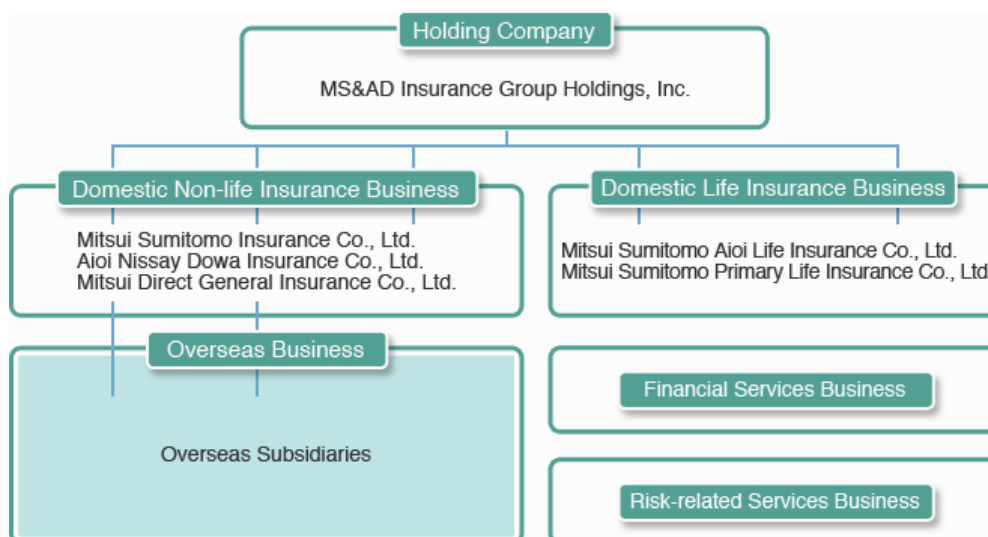 Holding Company
MS&AD Insurance Group Holdings, Inc.
Domestic Non-life Insurance Business
Mitsui Sumitomo Insurance Co., Ltd.
Aioi Nissay Dowa Insurance Co., Ltd.
Mitsui Direct General Insurance Co., Ltd.
Domestic Life Insurance Business
Mitsui Sumitomo Aioi Life Insurance Co., Ltd.
Mitsui Sumitomo Primary Life Insurance Co., Ltd
Overseas Business
Overseas Subsidiaries
Financial Services Business
Risk-related Services Business